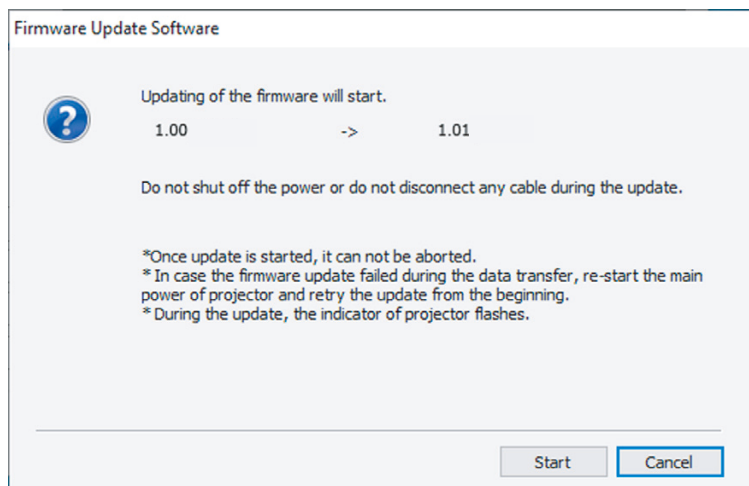 Firmware Update Software
Updating of the firmware will start.
1.00 -> 1.01
Do not shut off the power or do not disconnect any cable during the update.
*Once update is started, it can not be aborted.
* In case the firmware update failed during the data transfer, re-start the main
power of projector and retry the update from the beginning.
* During the update, the indicator of projector flashes.
Start Cancel